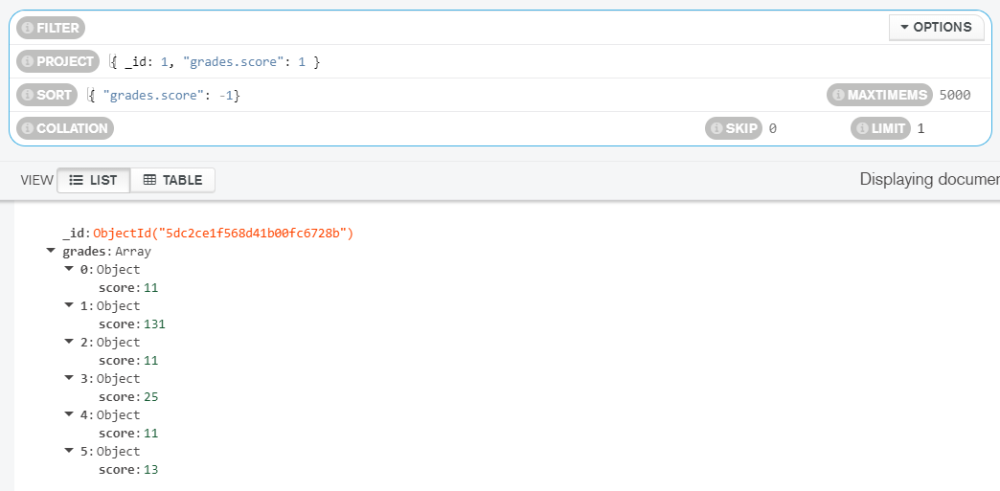 FILTER
OPTIONS
PROJECT { _id: 1, "grades.score": 1 }
SORT { "grades.score": -1}
MAXTIMEMS 5000
COLLATION
SKIP 0
LIMIT 1
VIEW LIST TABLE
Displaying documen
_id:ObjectId("5dc2ce1f568d41b00fc6728b")
grades:Array
0:Object
score:11
1:Object
score:131
2:Object
score:11
3:Object
score:25
4:Object
score:11
5:Object
score:13